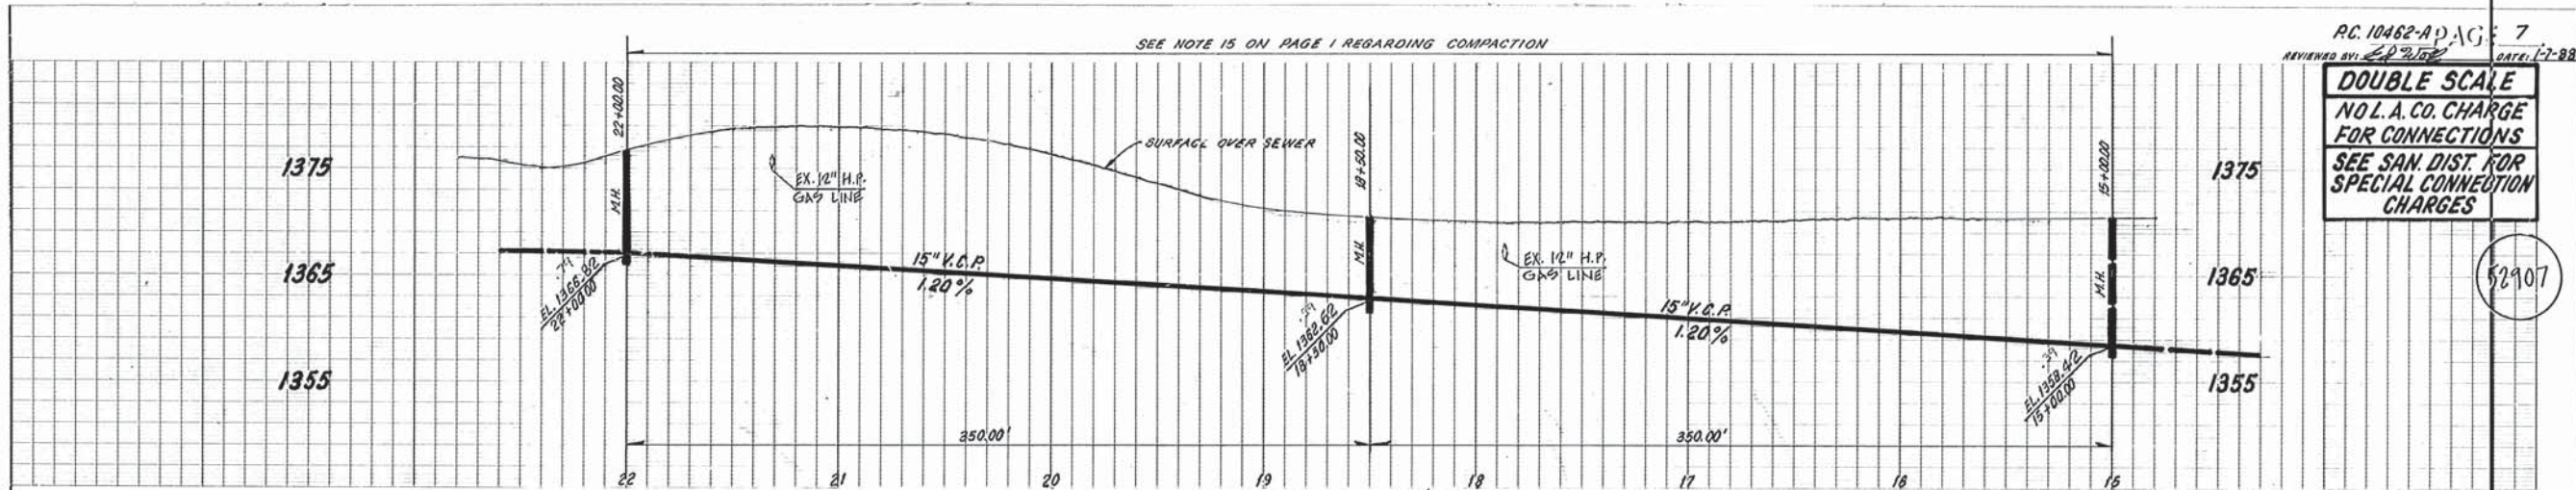 SEE NOTE 15 ON PAGE 1 REGARDING COMPACTION
P.C. 10462-A PAGE 7
REVIEWED BY: DATE: 1-7-88
DOUBLE SCALE
NO L.A. CO. CHARGE
FOR CONNECTIONS
SEE SAN. DIST. FOR
SPECIAL CONNECTION
CHARGES
52907
22+00.00
18+50.00
15+00.00
SURFACE OVER SEWER
1375
M.H.
EX. 12" H.P.
GAS LINE
M.H.
EX. 12" H.P.
GAS LINE
M.H.
1375
1365
15" V.C.P.
1.20%
15" V.C.P.
1.20%
1365
.79
EL. 1366.82
22+00.00
EL. 1362.62
18+50.00
.39
EL. 1358.42
15+00.00
1355
1355
350.00'
350.00'
22 21 20 19 18 17 16 15